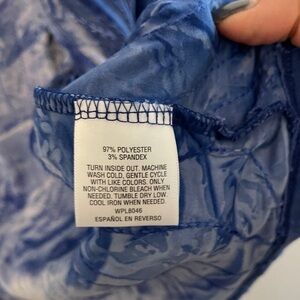 97% POLYESTER
3% SPANDEX
TURN INSIDE OUT. MACHINE
WASH COLD, GENTLE CYCLE
WITH LIKE COLORS. ONLY
NON-CHLORINE BLEACH WHEN
NEEDED. TUMBLE DRY LOW
COOL IRON WHEN NEEDED.
WPL8046
ESPAÑOL EN REVERSO